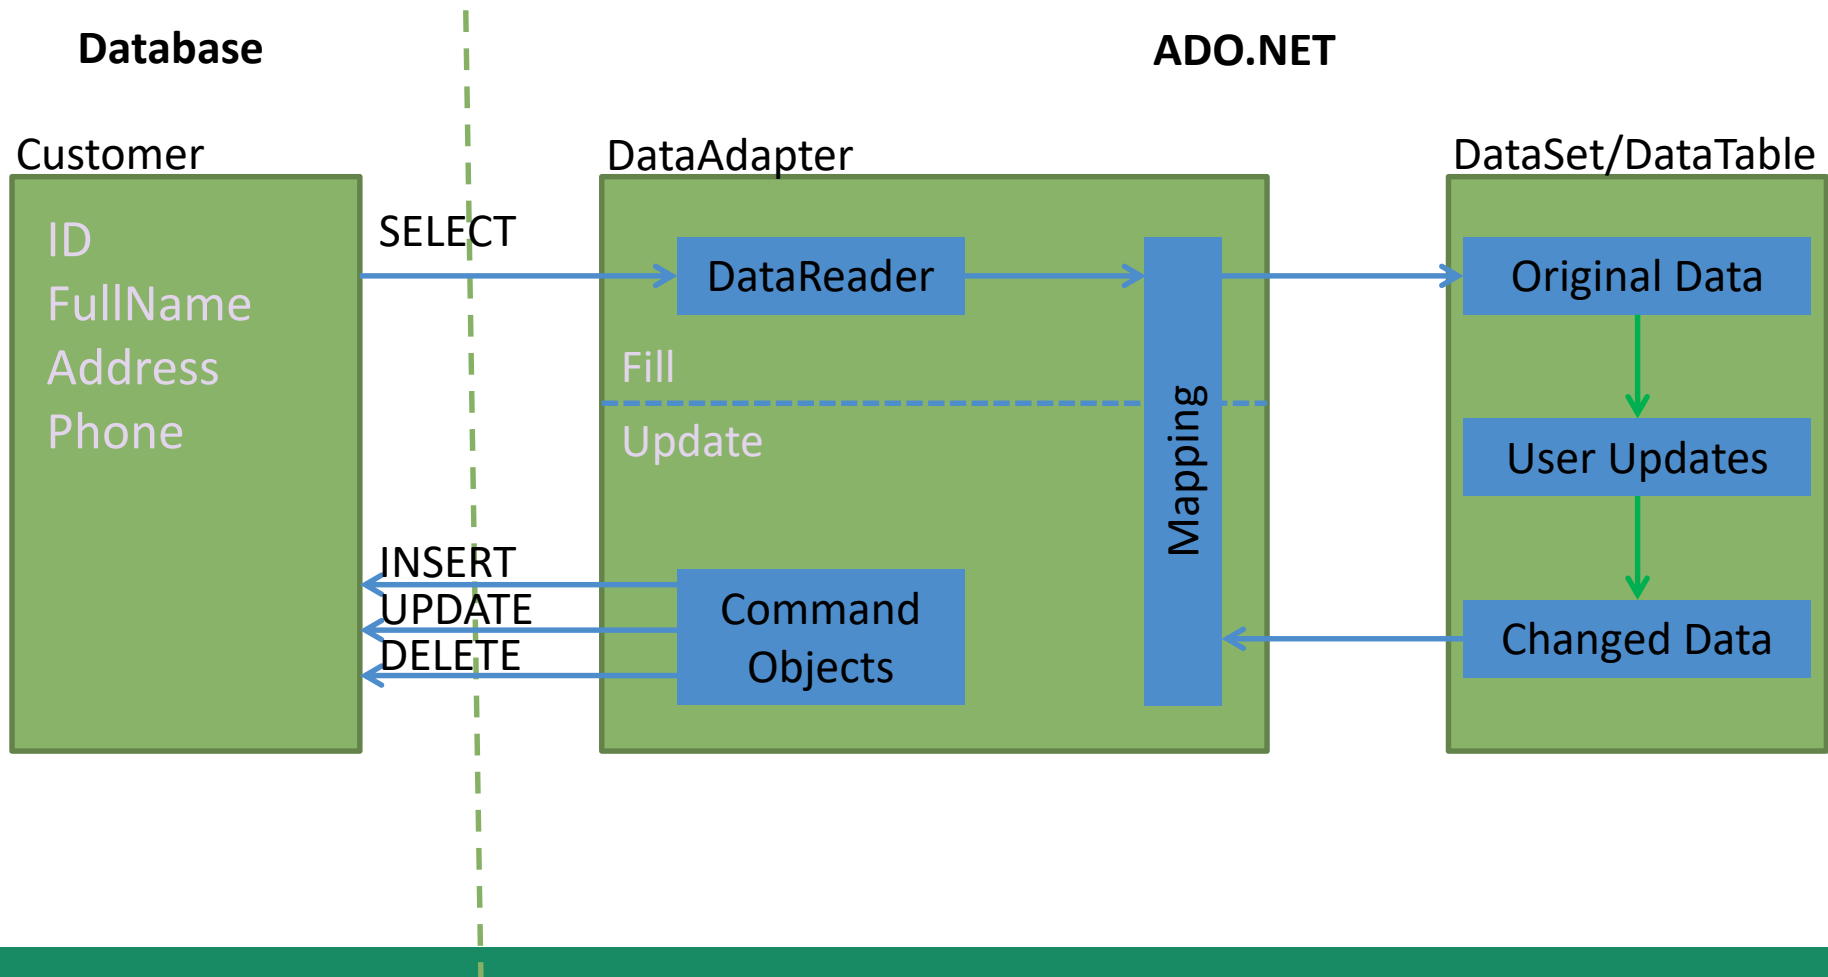 Database
ADO.NET
Customer
ID
FullName
Address
Phone
SELECT
INSERT
UPDATE
DELETE
DataAdapter
DataReader
Fill
Update
Command
Objects
Mapping
DataSet/DataTable
Original Data
User Updates
Changed Data